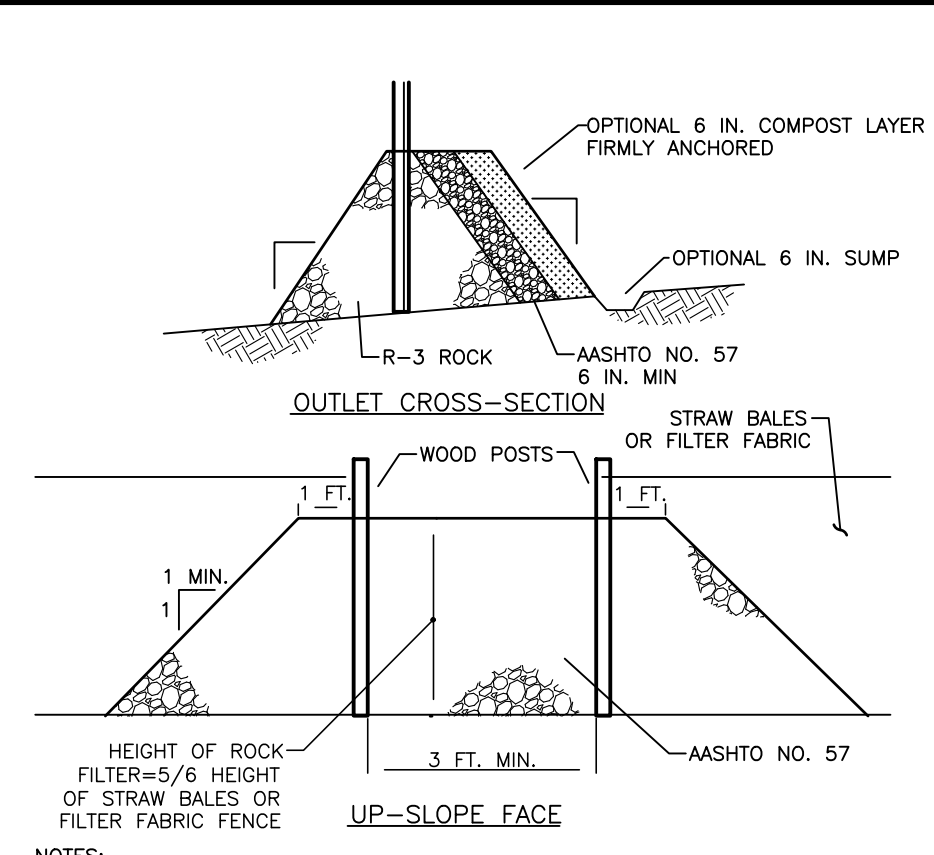 OPTIONAL 6 IN. COMPOST LAYER
FIRMLY ANCHORED
OPTIONAL 6 IN. SUMP
R-3 ROCK
AASHTO NO. 57
6 IN. MIN
OUTLET CROSS-SECTION
STRAW BALES
OR FILTER FABRIC
WOOD POSTS
1 FT.
1 FT.
1 MIN.
1
HEIGHT OF ROCK
FILTER=5/6 HEIGHT
OF STRAW BALES OR
FILTER FABRIC FENCE
3 FT. MIN.
AASHTO NO. 57
UP-SLOPE FACE
NOTES: